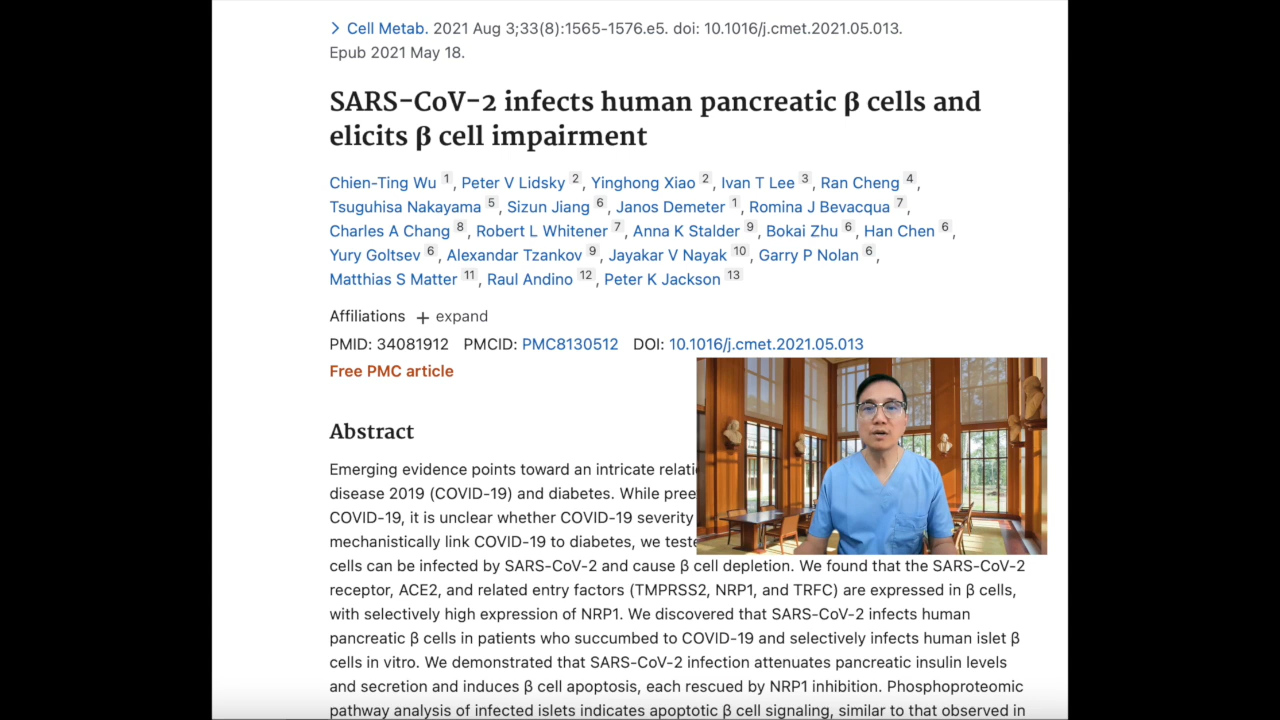 Cell Metab. 2021 Aug 3;33(8):1565-1576.e5. doi: 10.1016/j.cmet.2021.05.013.
Epub 2021 May 18.
SARS-CoV-2 infects human pancreatic β cells and
elicits β cell impairment
Chien-Ting Wu 1, Peter V Lidsky 2, Yinghong Xiao 2, Ivan T Lee 3, Ran Cheng 4,
Tsuguhisa Nakayama 5, Sizun Jiang 6, Janos Demeter 1, Romina J Bevacqua 7,
Charles A Chang 8, Robert L Whitener 7, Anna K Stalder 9, Bokai Zhu 6, Han Chen 6,
Yury Goltsev 6, Alexandar Tzankov 9, Jayakar V Nayak 10, Garry P Nolan 6,
Matthias S Matter 11, Raul Andino 12, Peter K Jackson 13
Affiliations + expand
PMID: 34081912 PMCID: PMC8130512 DOI: 10.1016/j.cmet.2021.05.013
Free PMC article
Abstract
Emerging evidence points toward an intricate
disease 2019 (COVID-19) and diabetes. While
COVID-19, it is unclear whether COVID-19 severity
mechanistically link COVID-19 to diabetes, we
cells can be infected by SARS-CoV-2 and cause β cell depletion. We found that the SARS-CoV-2
receptor, ACE2, and related entry factors (TMPRSS2, NRP1, and TRFC) are expressed in β cells,
with selectively high expression of NRP1. We discovered that SARS-CoV-2 infects human
pancreatic β cells in patients who succumbed to COVID-19 and selectively infects human islet β
cells in vitro. We demonstrated that SARS-CoV-2 infection attenuates pancreatic insulin levels
and secretion and induces β cell apoptosis, each rescued by NRP1 inhibition. Phosphoproteomic
pathway analysis of infected islets indicates apoptotic β cell signaling, similar to that observed in